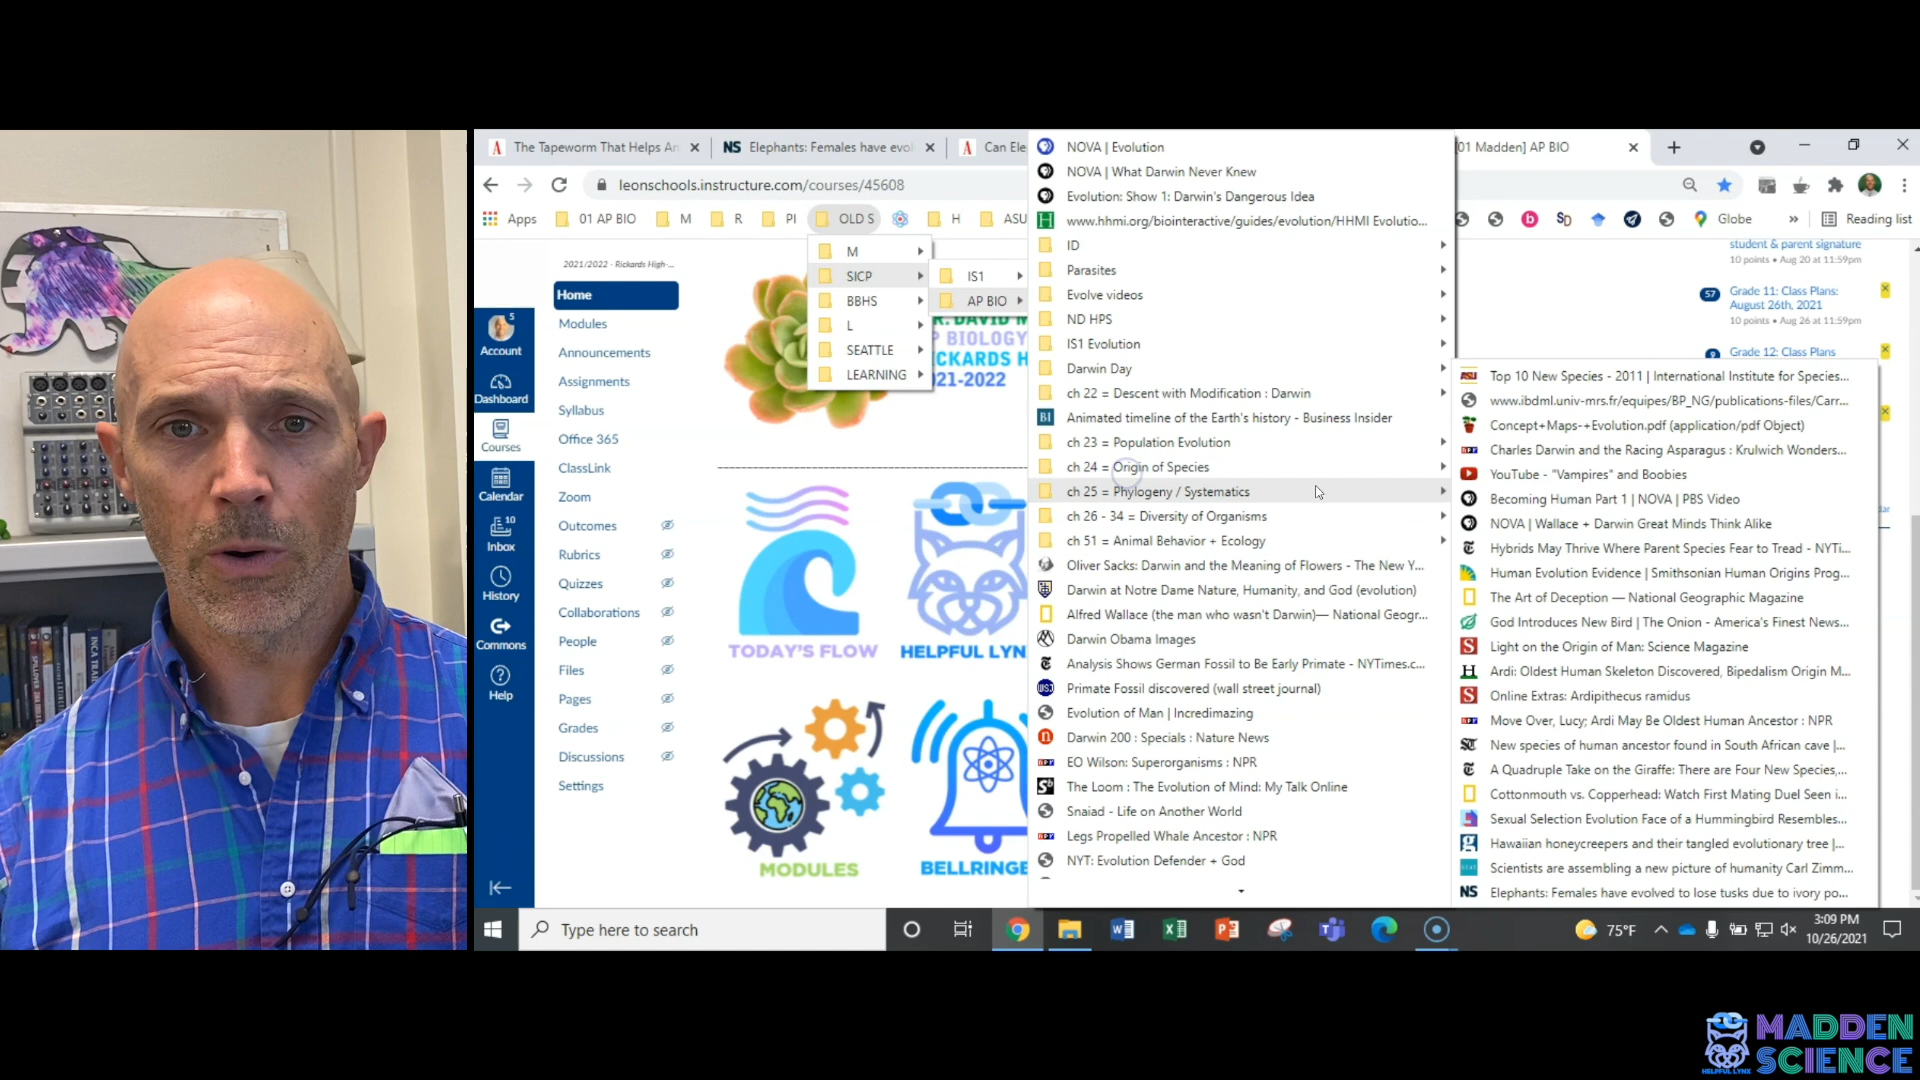 The Tapeworm That Helps An
Elephants: Females have evol
Can Ele
[01 Madden] AP BIO
leonschools.instructure.com/courses/45608
Apps
01 AP BIO
M
R
PI
OLD S
H
ASU
Globe
»
Reading list
M
SICP
BBHS
L
SEATTLE
LEARNING
IS1
AP BIO
NOVA | Evolution
NOVA | What Darwin Never Knew
Evolution: Show 1: Darwin's Dangerous Idea
www.hhmi.org/biointeractive/guides/evolution/HHMI Evolutio...
ID
Parasites
Evolve videos
ND HPS
IS1 Evolution
Darwin Day
ch 22 = Descent with Modification : Darwin
Animated timeline of the Earth's history - Business Insider
ch 23 = Population Evolution
ch 24 = Origin of Species
ch 25 = Phylogeny / Systematics
ch 26 - 34 = Diversity of Organisms
ch 51 = Animal Behavior + Ecology
Oliver Sacks: Darwin and the Meaning of Flowers - The New Y...
Darwin at Notre Dame Nature, Humanity, and God (evolution)
Alfred Wallace (the man who wasn't Darwin)— National Geogr...
Darwin Obama Images
Analysis Shows German Fossil to Be Early Primate - NYTimes.c...
Primate Fossil discovered (wall street journal)
Evolution of Man | Incredimazing
Darwin 200 : Specials : Nature News
EO Wilson: Superorganisms : NPR
The Loom : The Evolution of Mind: My Talk Online
Snaiad - Life on Another World
Legs Propelled Whale Ancestor : NPR
NYT: Evolution Defender + God
Top 10 New Species - 2011 | International Institute for Species...
www.ibdml.univ-mrs.fr/equipes/BP_NG/publications-files/Carr...
Concept+Maps-+Evolution.pdf (application/pdf Object)
Charles Darwin and the Racing Asparagus : Krulwich Wonders...
YouTube - "Vampires" and Boobies
Becoming Human Part 1 | NOVA | PBS Video
NOVA | Wallace + Darwin Great Minds Think Alike
Hybrids May Thrive Where Parent Species Fear to Tread - NYTi...
Human Evolution Evidence | Smithsonian Human Origins Prog...
The Art of Deception — National Geographic Magazine
God Introduces New Bird | The Onion - America's Finest News...
Light on the Origin of Man: Science Magazine
Ardi: Oldest Human Skeleton Discovered, Bipedalism Origin M...
Online Extras: Ardipithecus ramidus
Move Over, Lucy; Ardi May Be Oldest Human Ancestor : NPR
New species of human ancestor found in South African cave |...
A Quadruple Take on the Giraffe: There are Four New Species,...
Cottonmouth vs. Copperhead: Watch First Mating Duel Seen i...
Sexual Selection Evolution Face of a Hummingbird Resembles...
Hawaiian honeycreepers and their tangled evolutionary tree |...
Scientists are assembling a new picture of humanity Carl Zimm...
Elephants: Females have evolved to lose tusks due to ivory po...
student & parent signature
10 points • Aug 20 at 11:59pm
57
Grade 11: Class Plans:
August 26th, 2021
10 points • Aug 26 at 11:59pm
9
Grade 12: Class Plans
2021/2022 - Rickards High-...
Home
Modules
Announcements
Assignments
Syllabus
Office 365
ClassLink
Zoom
Outcomes
Rubrics
Quizzes
Collaborations
People
Files
Pages
Grades
Discussions
Settings
5
Account
Dashboard
Courses
Calendar
10
Inbox
History
Commons
Help
R. DAVID M
P BIOLOGY
ICKARDS H
021-2022
TODAY'S FLOW
HELPFUL LYN
MODULES
BELLRINGE
Type here to search
75°F
3:09 PM
10/26/2021
MADDEN
SCIENCE
HELPFUL LYNX